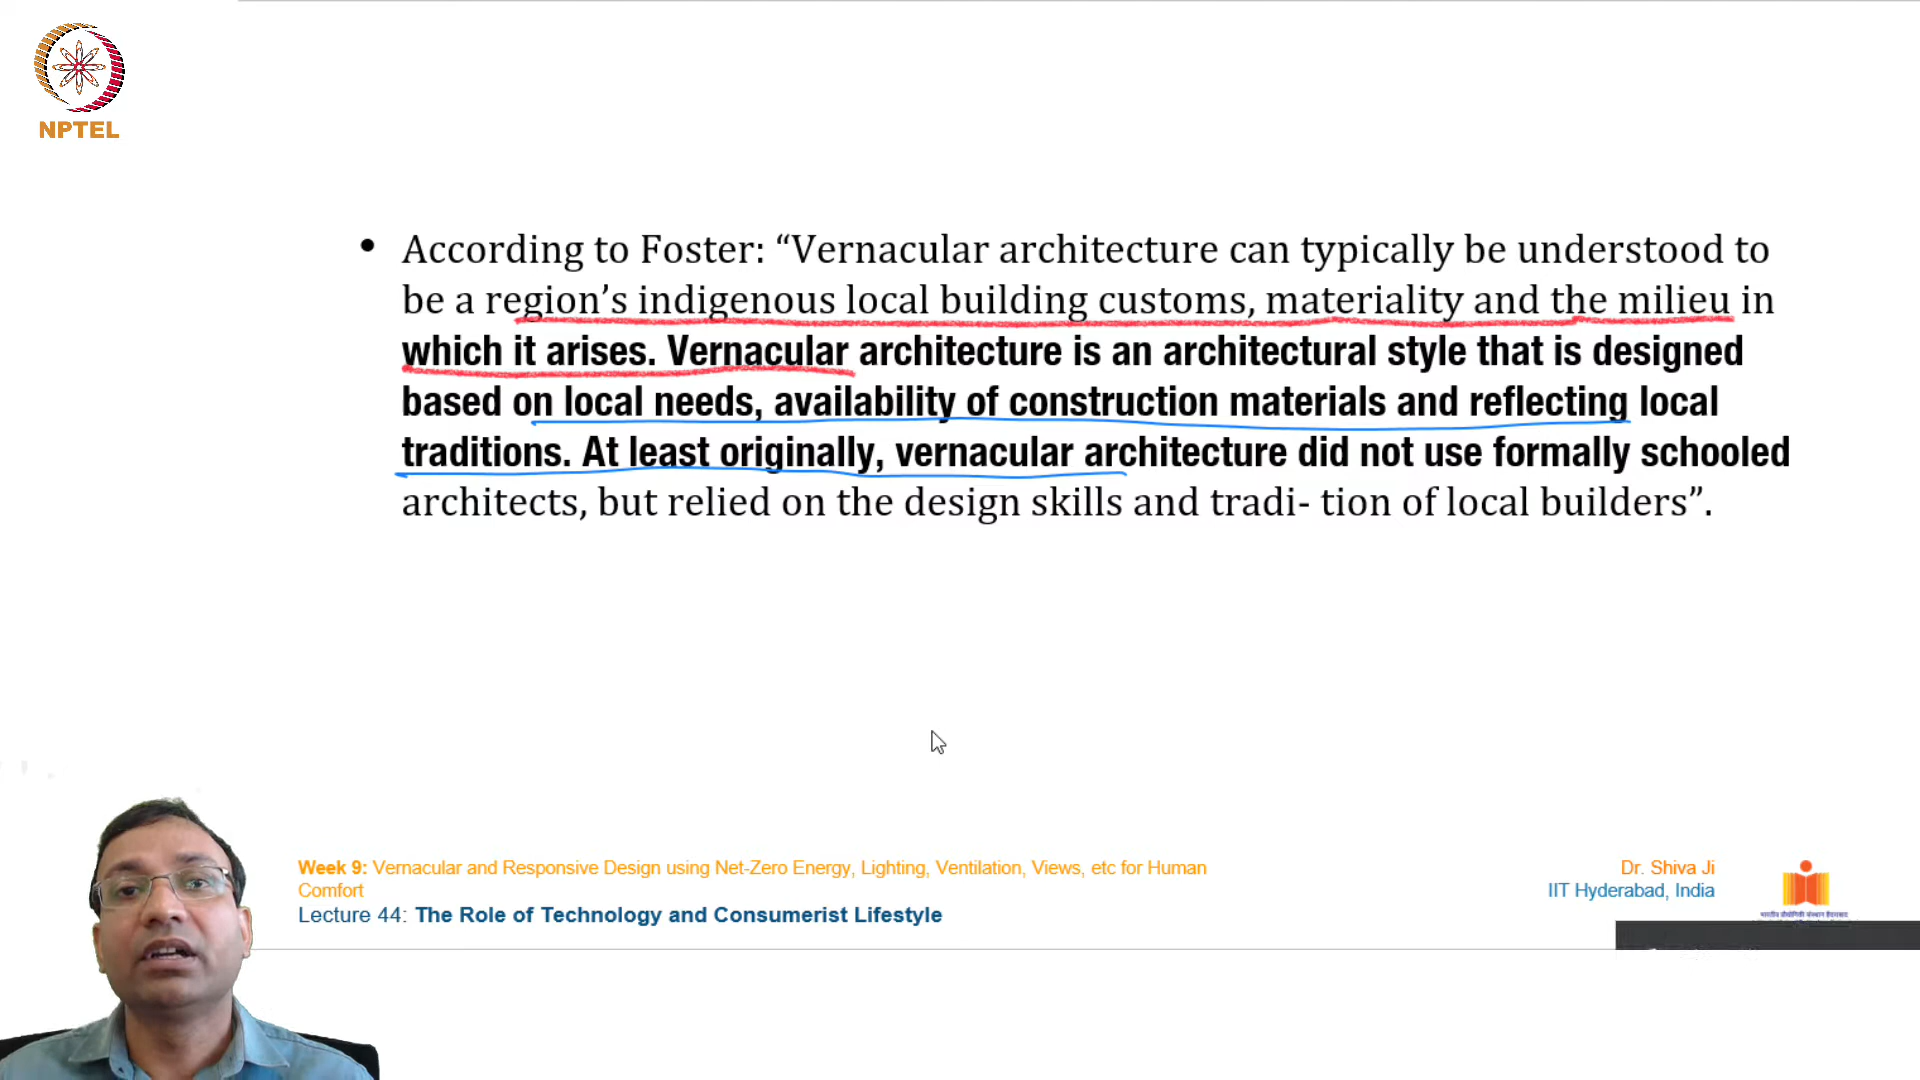 NPTEL
• According to Foster: “Vernacular architecture can typically be understood to
be a region’s indigenous local building customs, materiality and the milieu in
which it arises. Vernacular architecture is an architectural style that is designed
based on local needs, availability of construction materials and reflecting local
traditions. At least originally, vernacular architecture did not use formally schooled
architects, but relied on the design skills and tradi- tion of local builders”.
Week 9: Vernacular and Responsive Design using Net-Zero Energy, Lighting, Ventilation, Views, etc for Human
Comfort
Lecture 44: The Role of Technology and Consumerist Lifestyle
Dr. Shiva Ji
IIT Hyderabad, India